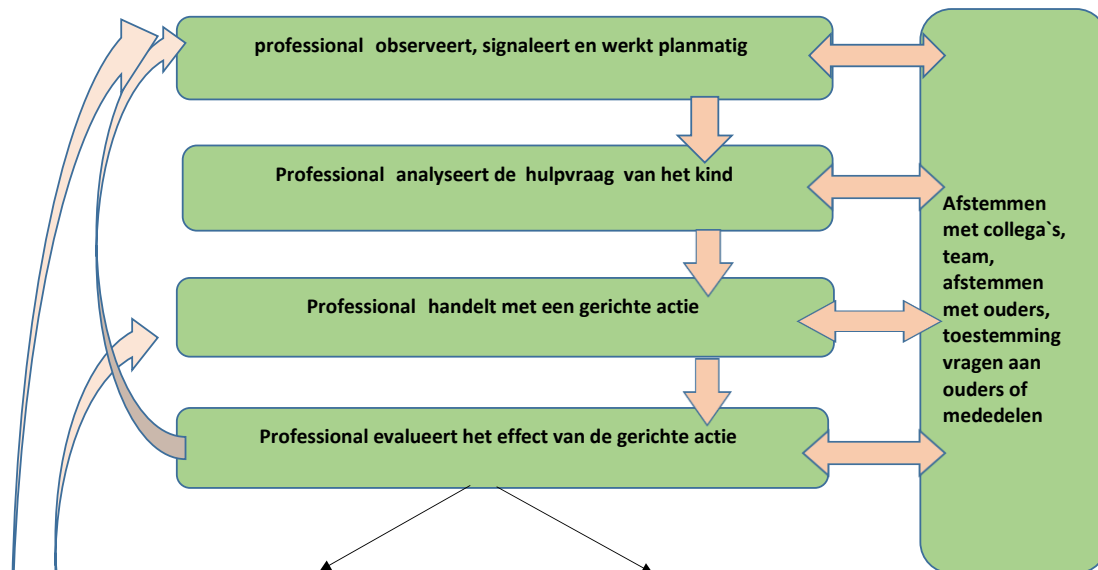 professional observeert, signaleert en werkt planmatig
Professional analyseert de hulpvraag van het kind
Professional handelt met een gerichte actie
Professional evalueert het effect van de gerichte actie
Afstemmen
met collega`s,
team,
afstemmen
met ouders,
toestemming
vragen aan
ouders of
mededelen